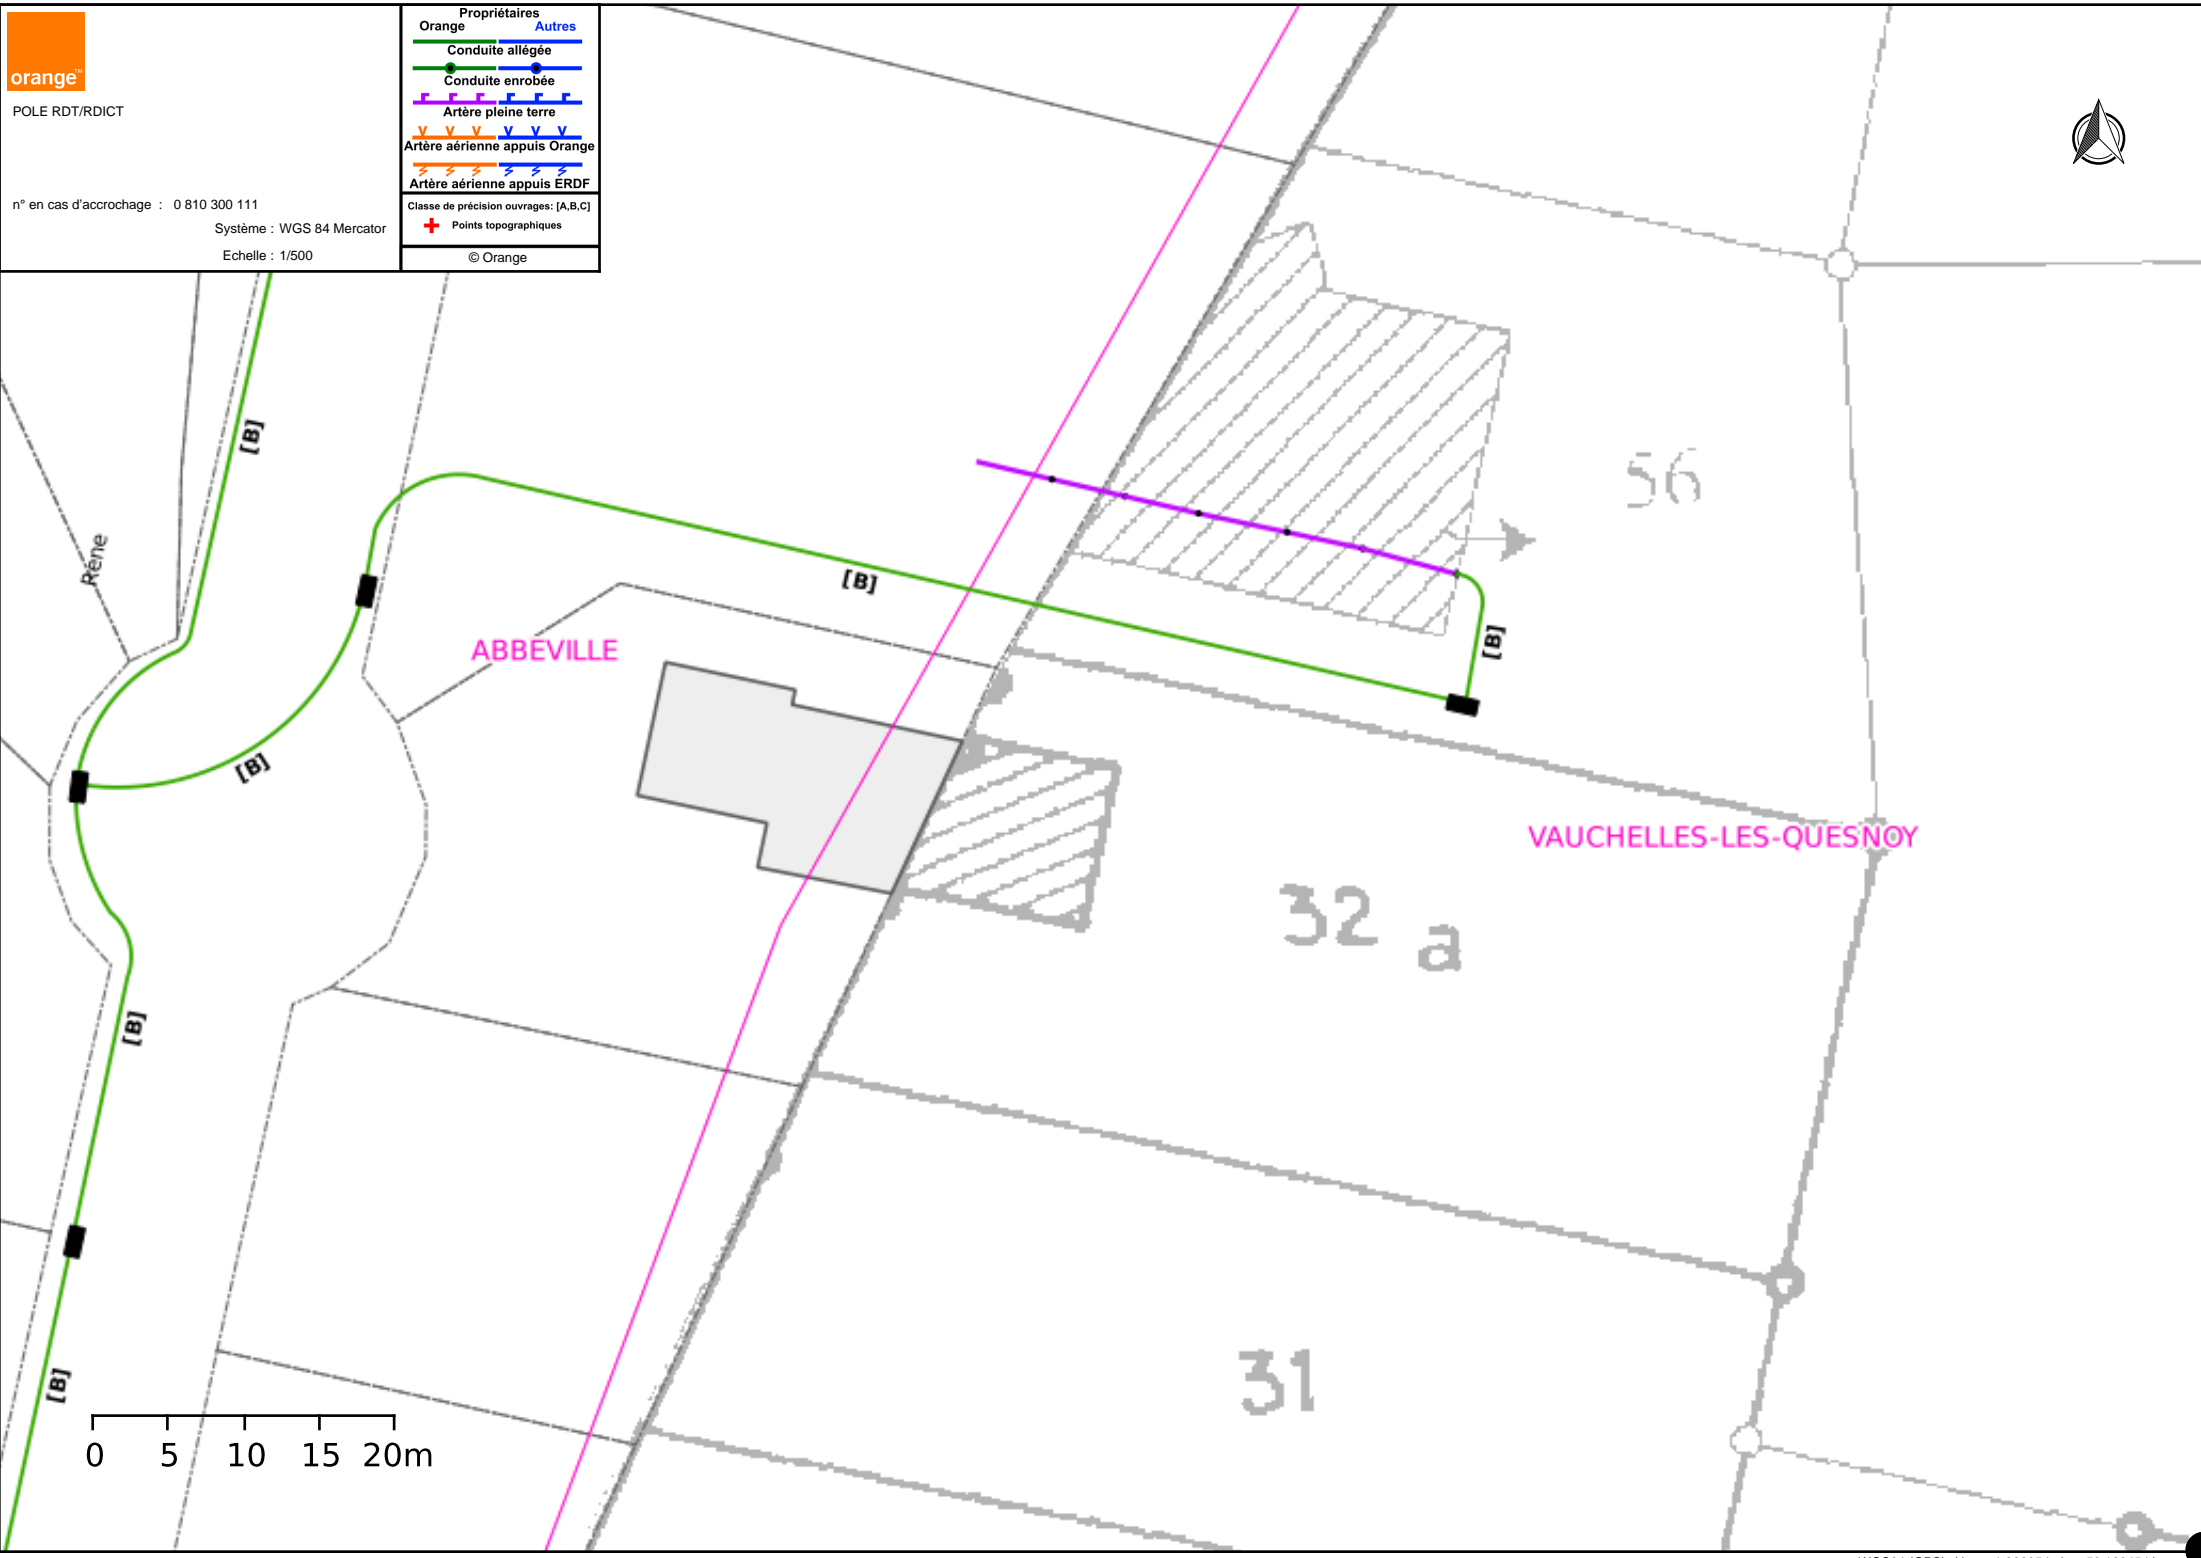 orange™
POLE RDT/RDICT
n° en cas d'accrochage : 0 810 300 111
Système : WGS 84 Mercator
Echelle : 1/500
Propriétaires
Orange Autres
Conduite allégée
Conduite enrobée
Artère pleine terre
Artère aérienne appuis Orange
Artère aérienne appuis ERDF
Classe de précision ouvrages: [A,B,C]
Points topographiques
© Orange
[B]
56
Réne
[B]
ABBEVILLE
[B]
[B]
VAUCHELLES-LES-QUESNOY
32 a
[B]
31
[B]
0 5 10 15 20m